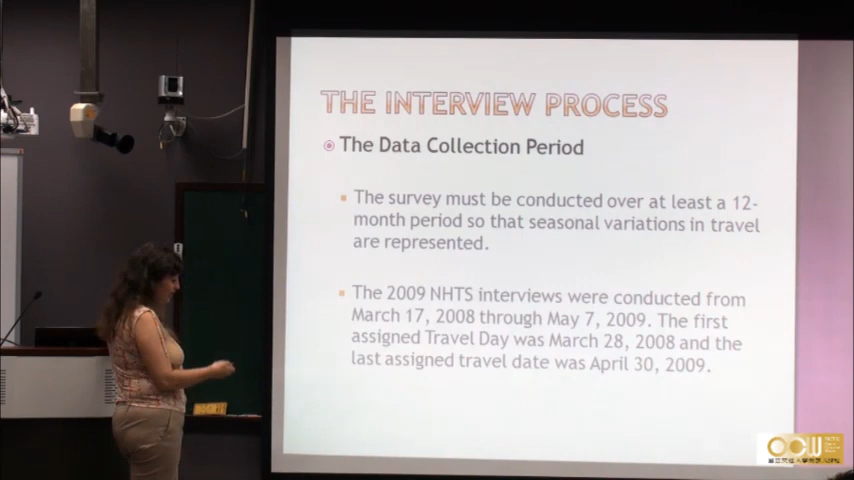 THE INTERVIEW PROCESS
The Data Collection Period
The survey must be conducted over at least a 12-
month period so that seasonal variations in travel
are represented.
The 2009 NHTS interviews were conducted from
March 17, 2008 through May 7, 2009. The first
assigned Travel Day was March 28, 2008 and the
last assigned travel date was April 30, 2009.
OCW